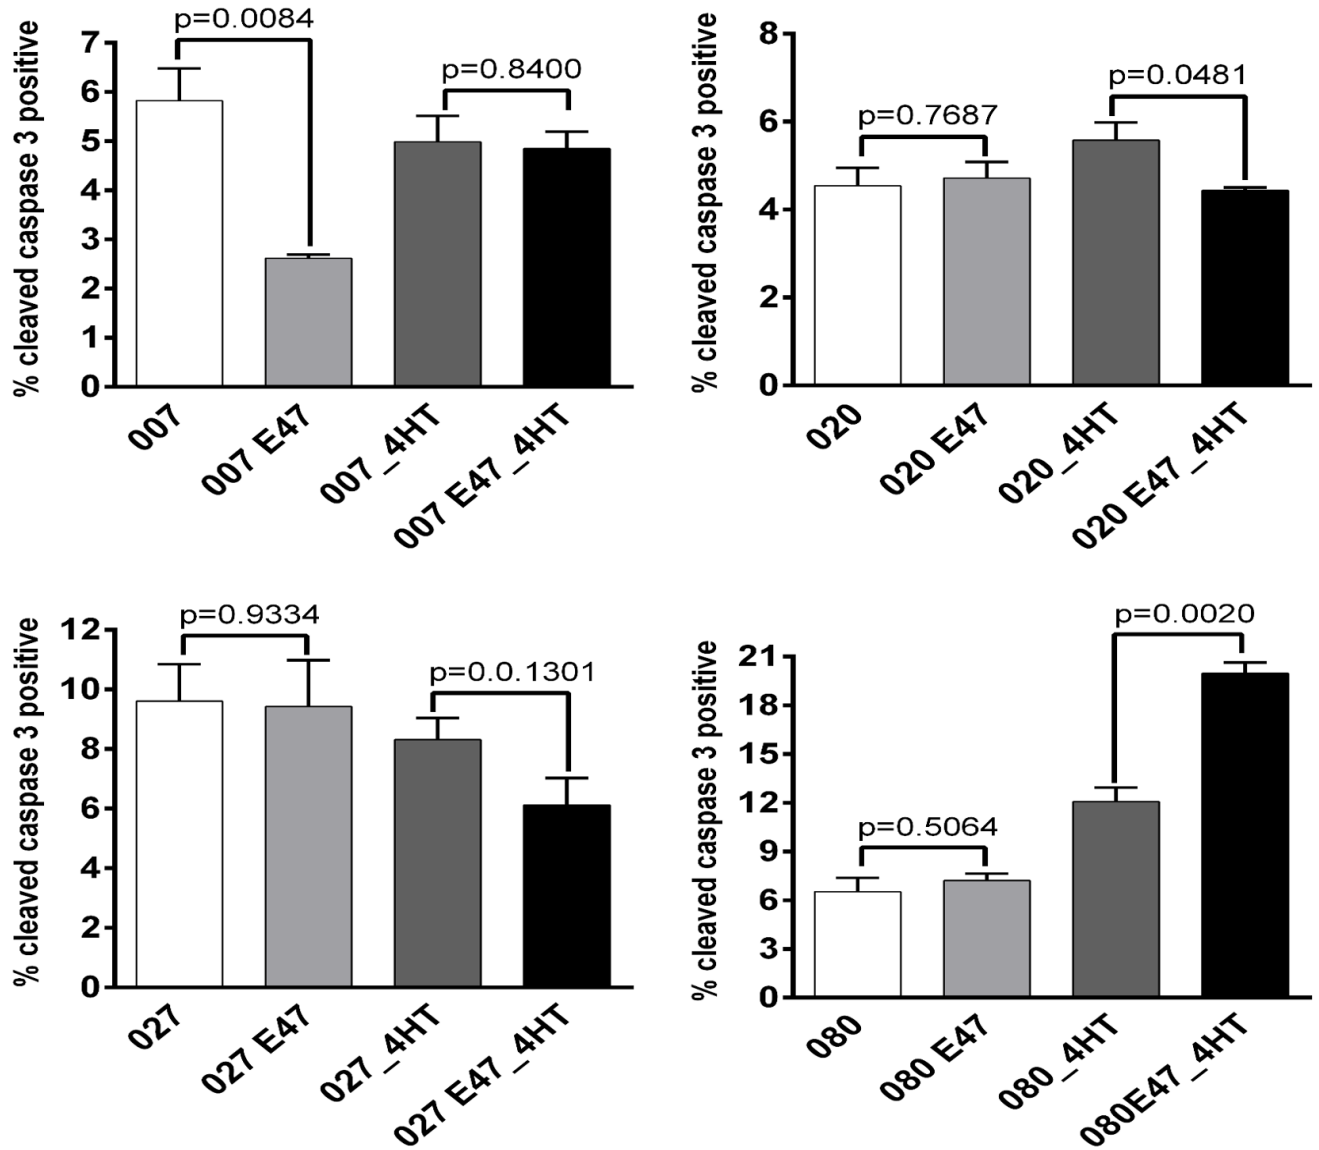 p=0.0084
p=0.8400
% cleaved caspase 3 positive
7
6
5
4
3
2
1
0
007
007 E47
007_4HT
007 E47_4HT
p=0.7687
p=0.0481
% cleaved caspase 3 positive
8
6
4
2
0
020
020 E47
020_4HT
020 E47_4HT
p=0.9334
p=0.0.1301
% cleaved caspase 3 positive
12
10
8
6
4
2
0
027
027 E47
027_4HT
027 E47_4HT
p=0.5064
p=0.0020
% cleaved caspase 3 positive
21
18
15
12
9
6
3
0
080
080 E47
080_4HT
080E47_4HT